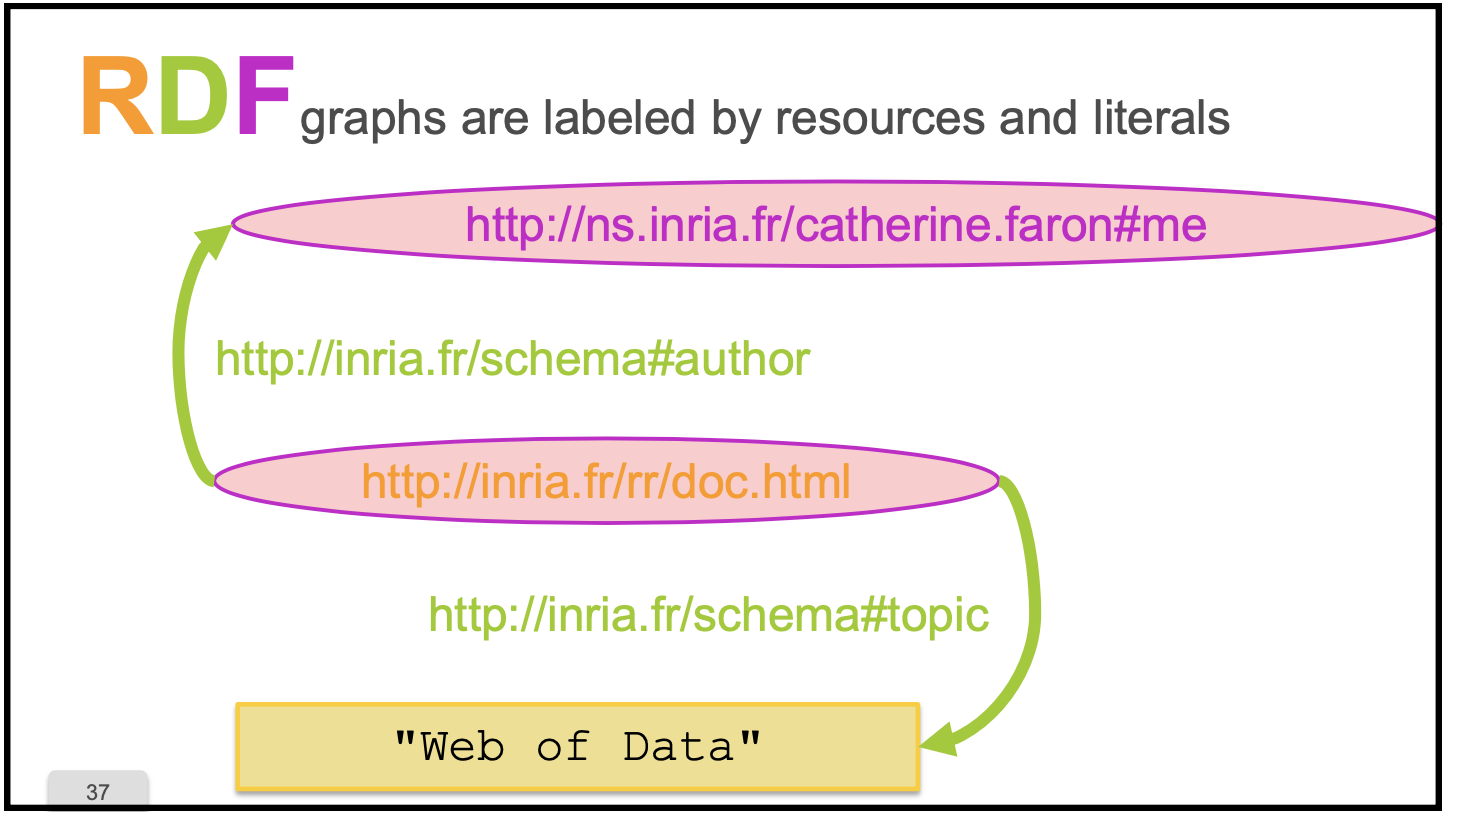 RDF graphs are labeled by resources and literals
http://ns.inria.fr/catherine.faron#me
http://inria.fr/schema#author
http://inria.fr/rr/doc.html
http://inria.fr/schema#topic
"Web of Data"
37